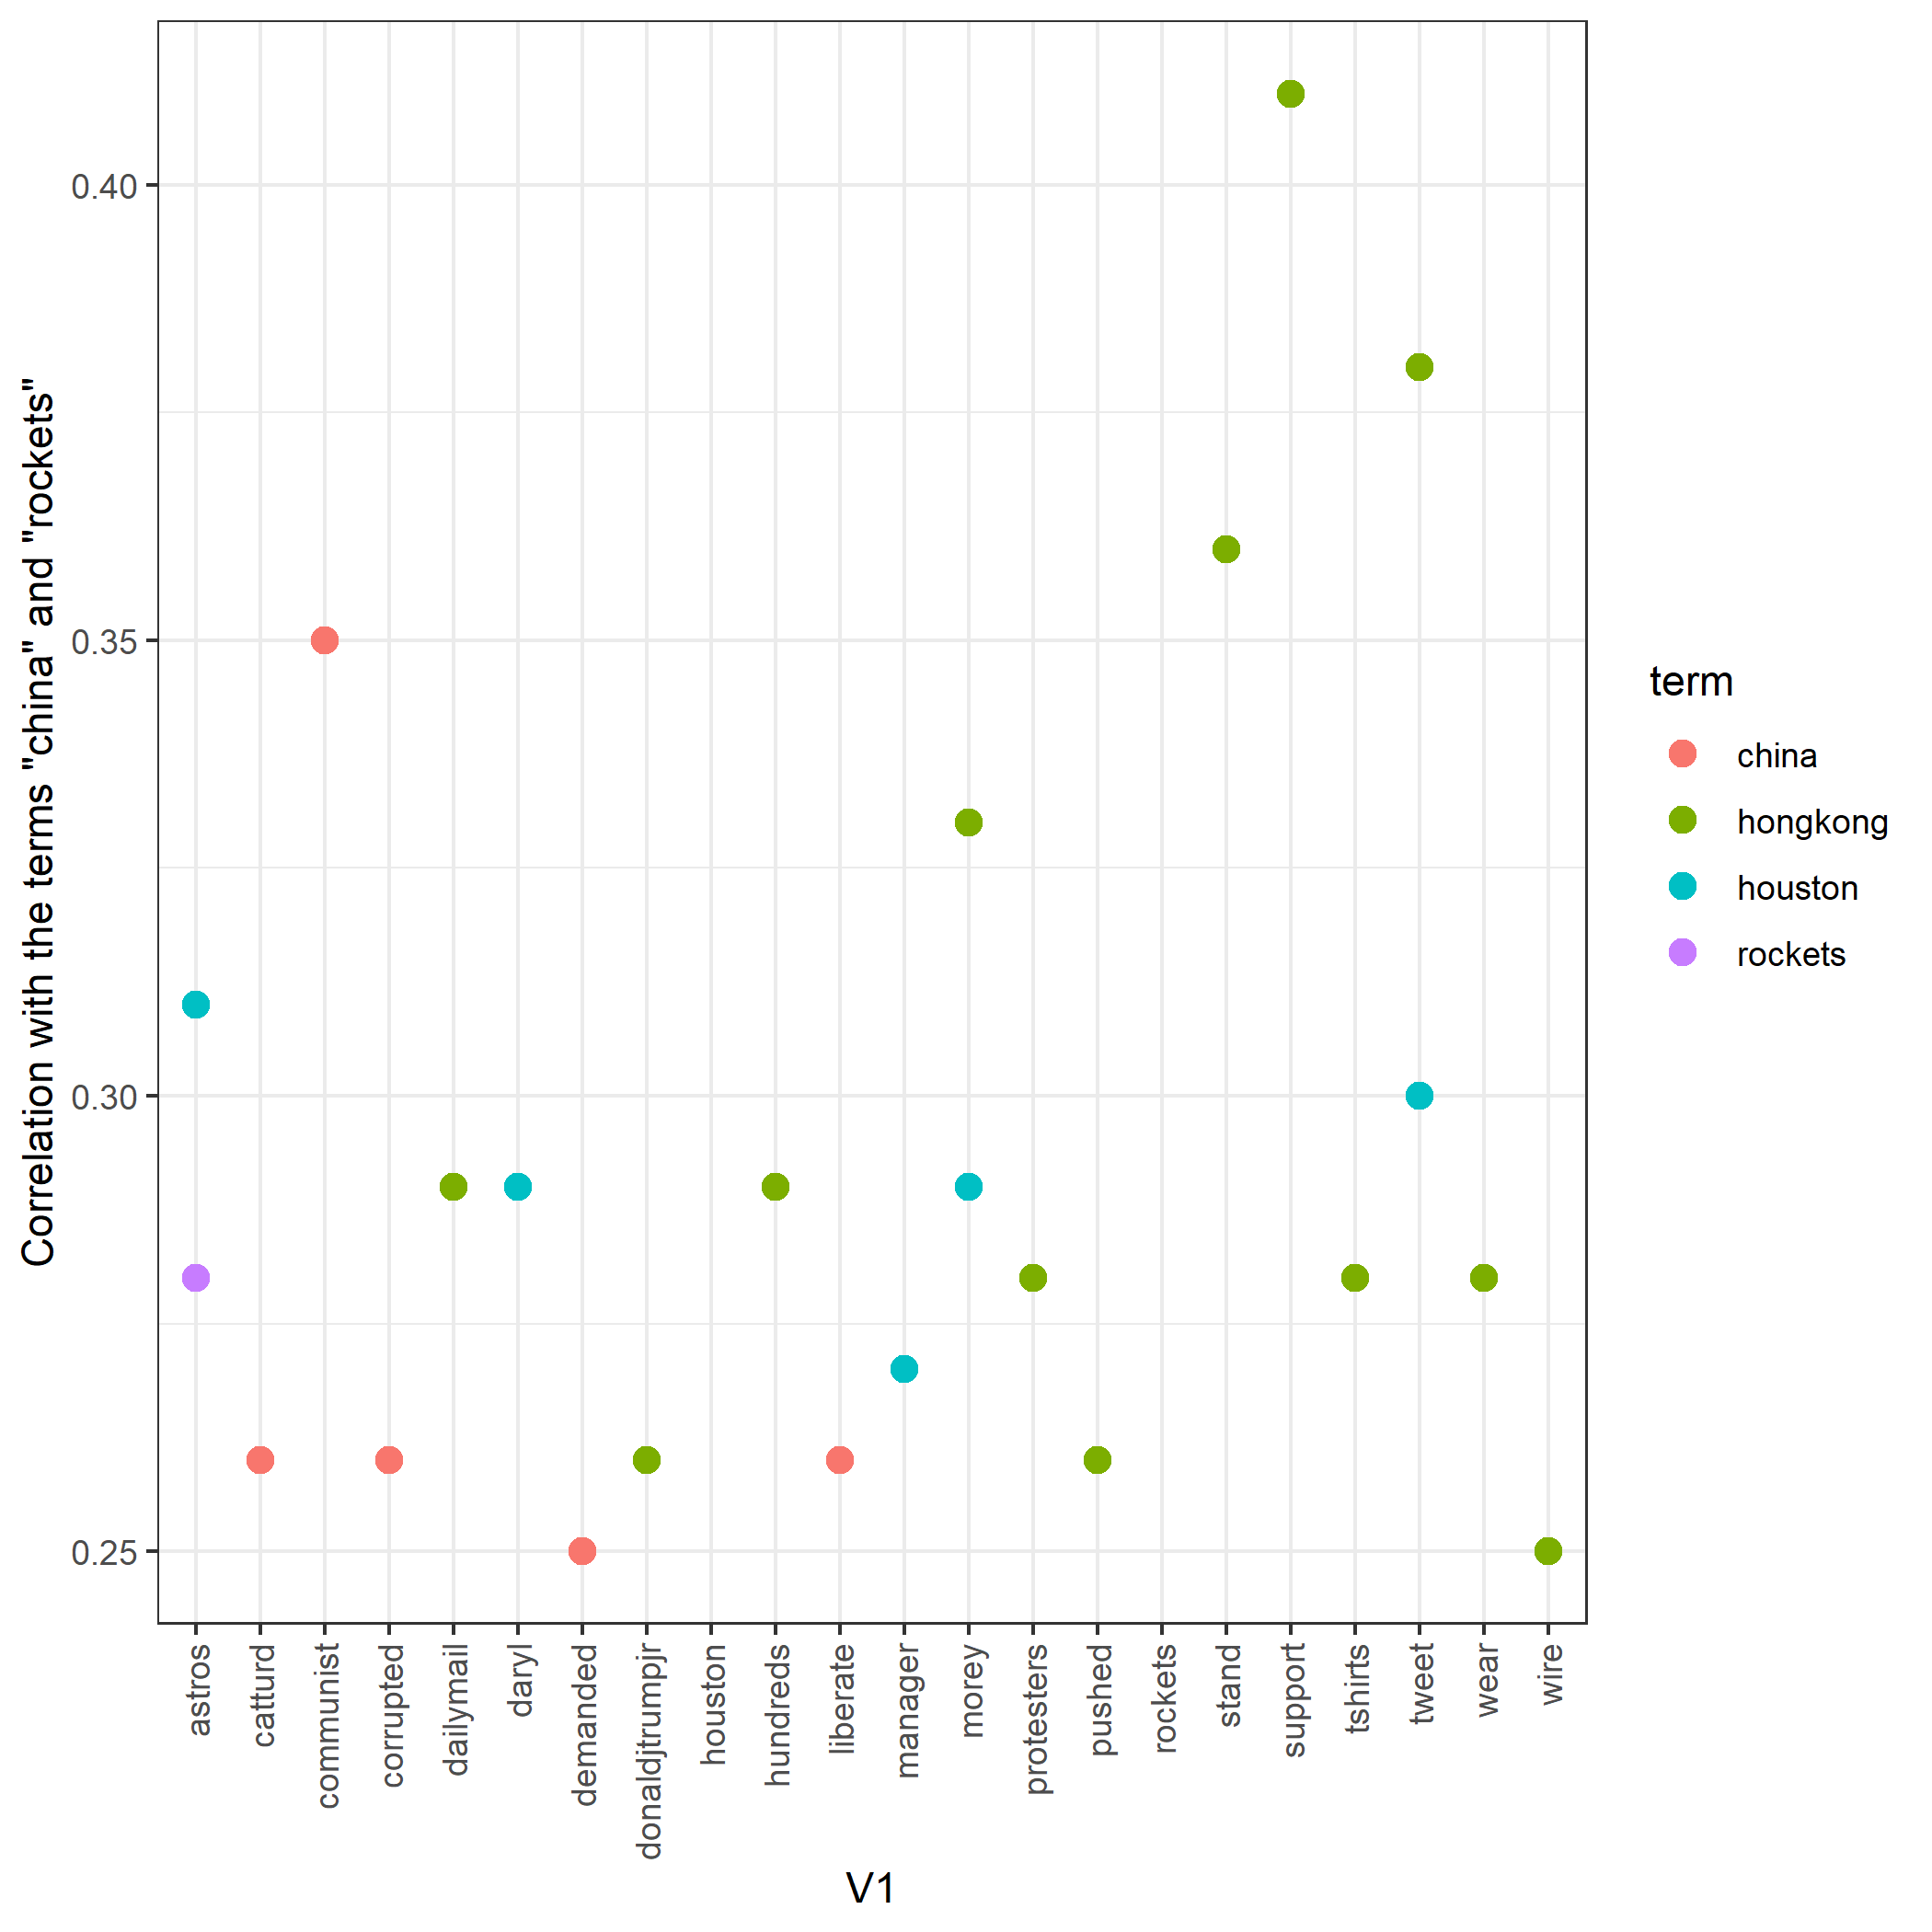 Correlation with the terms "china" and "rockets"
0.40
0.35
0.30
0.25
astros
catturd
communist
corrupted
dailymail
daryl
demanded
donaldjtrumpjr
houston
hundreds
liberate
manager
morey
protesters
pushed
rockets
stand
support
tshirts
tweet
wear
wire
V1
term
china
hongkong
houston
rockets